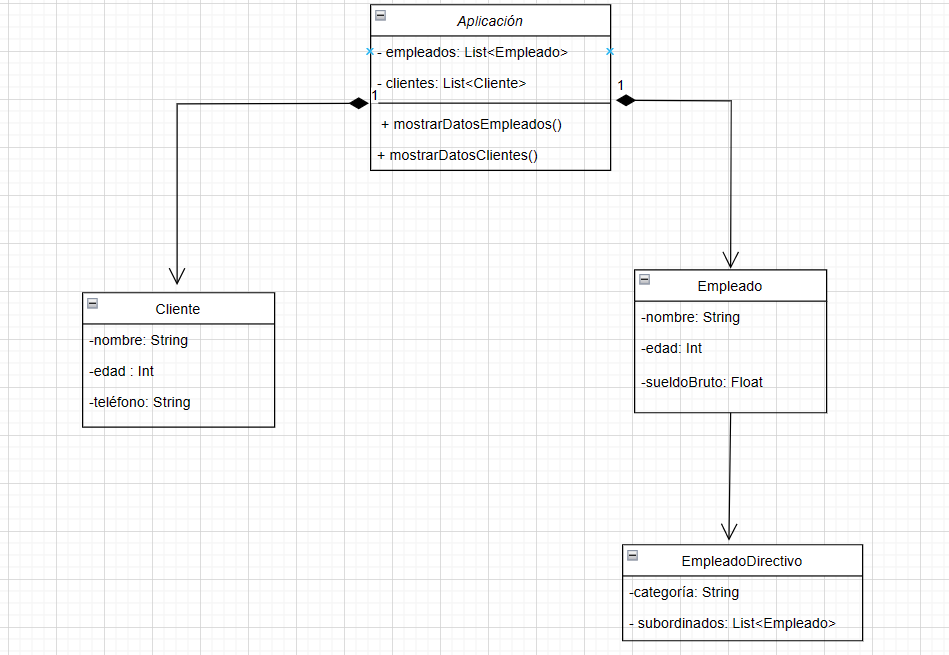 Aplicación
- empleados: List<Empleado>
- clientes: List<Cliente>
1
1
+ mostrarDatosEmpleados()
+ mostrarDatosClientes()
Cliente
-nombre: String
-edad : Int
-teléfono: String
Empleado
-nombre: String
-edad: Int
-sueldoBruto: Float
EmpleadoDirectivo
-categoría: String
- subordinados: List<Empleado>